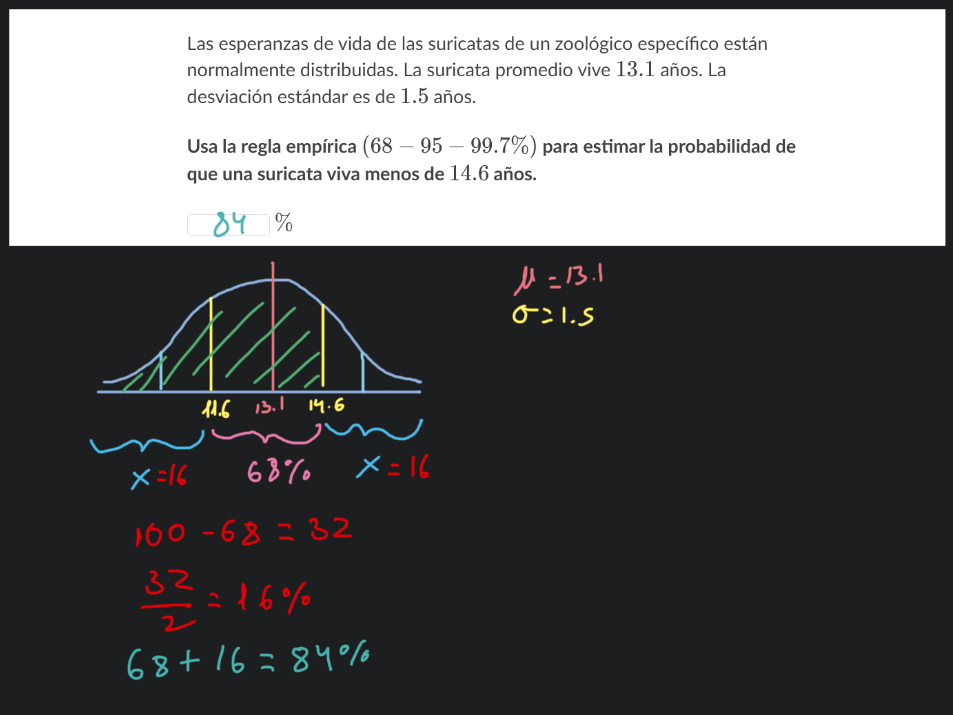 Las esperanzas de vida de las suricatas de un zoológico específico están
normalmente distribuidas. La suricata promedio vive 13.1 años. La
desviación estándar es de 1.5 años.
Usa la regla empírica (68 − 95 − 99.7%) para estimar la probabilidad de
que una suricata viva menos de 14.6 años.
84 %
μ = 13.1
σ = 1.5
11.6 13.1 14.6
x = 16 68% x = 16
100 - 68 = 32
32/2 = 16%
68 + 16 = 84%